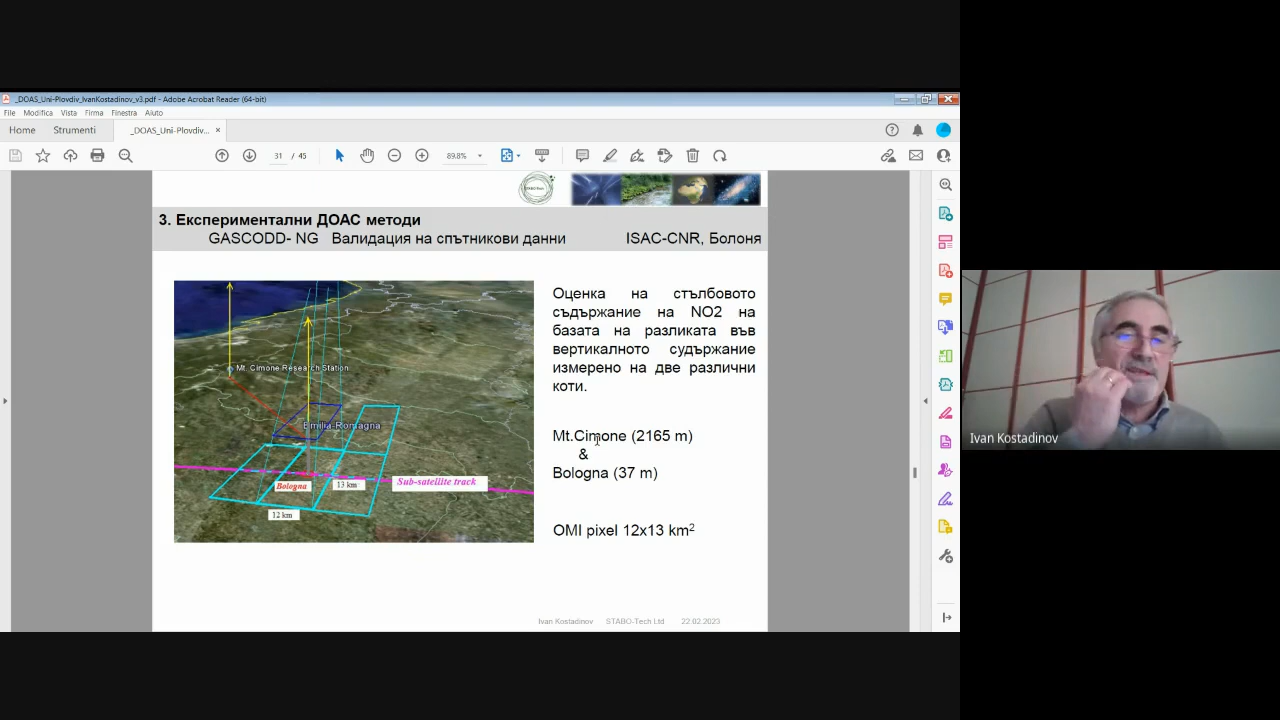 _DOAS_Uni-Plovdiv_IvanKostadinov_v3.pdf - Adobe Acrobat Reader (64-bit)
File Modifica Vista Firma Finestra Aiuto
Home Strumenti _DOAS_Uni-Plovdiv... ×
31 / 45 89.8%
3. Експериментални ДОАС методи
GASCODD- NG Валидация на спътникови данни ISAC-CNR, Болоня
Mt. Cimone Research Station
Emilia-Romagna
Bologna
13 km
Sub-satellite track
12 km
Оценка на стълбовото
съдържание на NO2 на
базата на разликата във
вертикалното судържание
измерено на две различни
коти.
Mt.Cimone (2165 m)
&
Bologna (37 m)
OMI pixel 12x13 km²
Ivan Kostadinov STABO-Tech Ltd 22.02.2023
Ivan Kostadinov